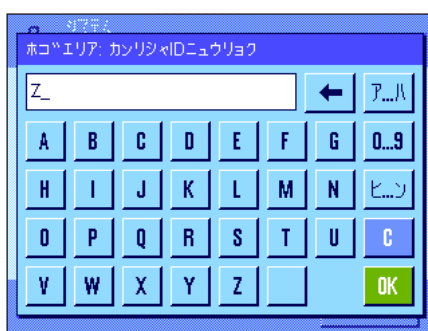 システム
ホコ゛エリア: カンリシャIDニュウリョク
Z_
ア...ハ
A B C D E F G 0...9
H I J K L M N ヒ...ン
O P Q R S T U C
V W X Y Z OK